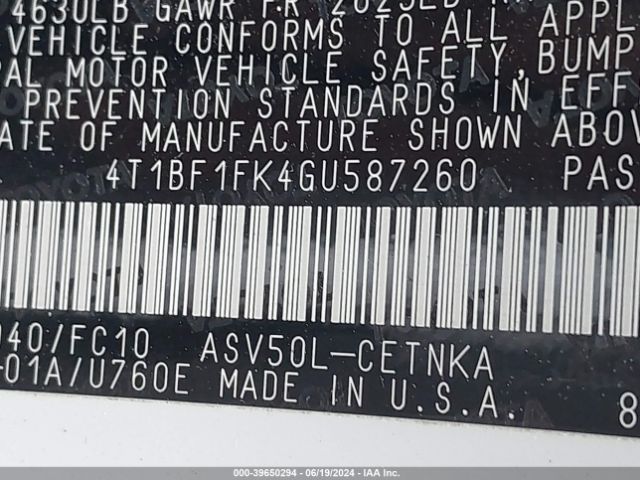 4630LB GAWR FR 2625LB
VEHICLE CONFORMS TO ALL APPL
AL MOTOR VEHICLE SAFETY, BUMP
PREVENTION STANDARDS IN EFF
ATE OF MANUFACTURE SHOWN ABOV
4T1BF1FK4GU587260 PAS
040/FC10 ASV50L-CETNKA
-01A/U760E MADE IN U.S.A. 8
000-39650294 - 06/19/2024 - IAA Inc.